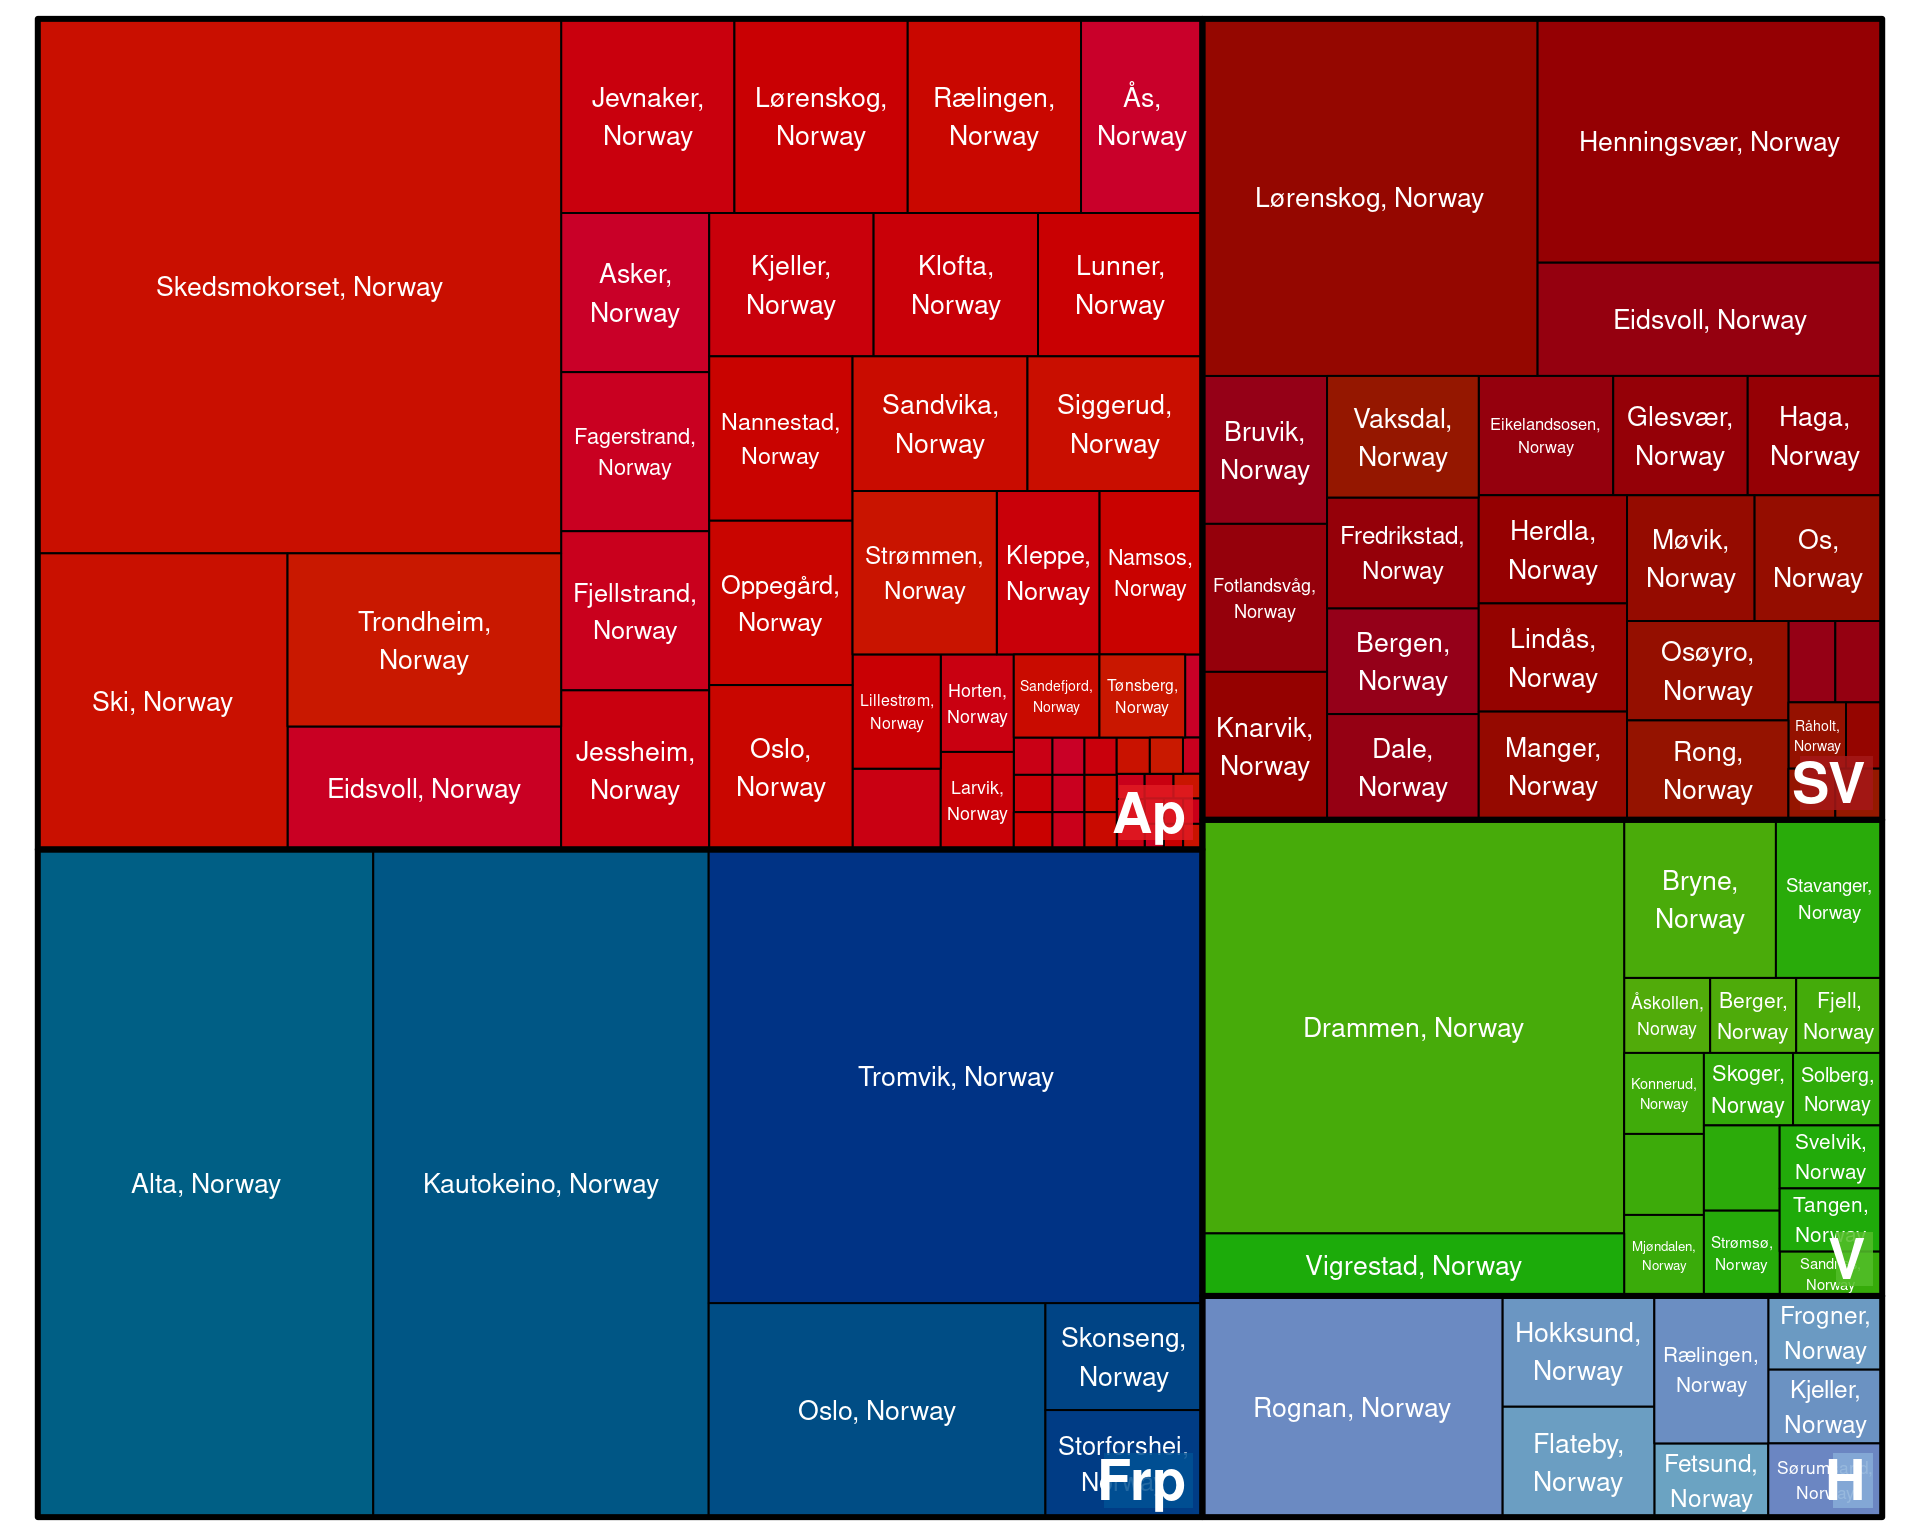 Skedsmokorset, Norway
Ski, Norway
Trondheim,
Norway
Eidsvoll, Norway
Jevnaker,
Norway
Lørenskog,
Norway
Rælingen,
Norway
Ås,
Norway
Asker,
Norway
Fagerstrand,
Norway
Fjellstrand,
Norway
Jessheim,
Norway
Kjeller,
Norway
Klofta,
Norway
Lunner,
Norway
Nannestad,
Norway
Oppegård,
Norway
Oslo,
Norway
Sandvika,
Norway
Siggerud,
Norway
Strømmen,
Norway
Kleppe,
Norway
Namsos,
Norway
Lillestrøm,
Norway
Horten,
Norway
Larvik,
Norway
Sandefjord,
Norway
Tønsberg,
Norway
Ap
Lørenskog, Norway
Henningsvær, Norway
Eidsvoll, Norway
Bruvik,
Norway
Fotlandsvåg,
Norway
Knarvik,
Norway
Vaksdal,
Norway
Fredrikstad,
Norway
Bergen,
Norway
Dale,
Norway
Eikelandsosen,
Norway
Glesvær,
Norway
Haga,
Norway
Herdla,
Norway
Lindås,
Norway
Manger,
Norway
Møvik,
Norway
Os,
Norway
Osøyro,
Norway
Rong,
Norway
Råholt,
Norway
SV
Alta, Norway
Kautokeino, Norway
Tromvik, Norway
Oslo, Norway
Skonseng,
Norway
Storforshei,
Frp
Drammen, Norway
Vigrestad, Norway
Bryne,
Norway
Stavanger,
Norway
Åskollen,
Norway
Berger,
Norway
Fjell,
Norway
Konnerud,
Norway
Skoger,
Norway
Solberg,
Norway
Mjøndalen,
Norway
Strømsø,
Norway
Svelvik,
Norway
Tangen,
Norway
Norway
V
Rognan, Norway
Hokksund,
Norway
Flateby,
Norway
Rælingen,
Norway
Fetsund,
Norway
Frogner,
Norway
Kjeller,
Norway
H